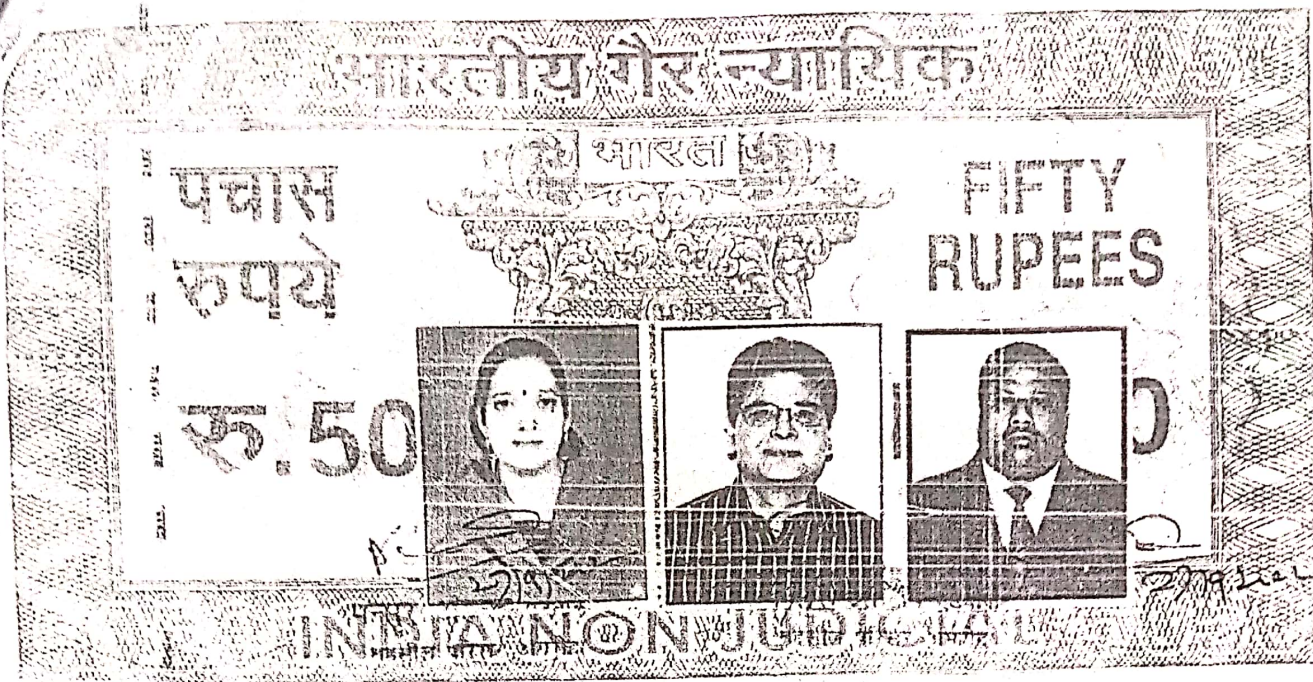 भारतीय गैर न्यायिक
भारत
पचास
रुपये
FIFTY
RUPEES
रु.50
INDIA NON JUDICIAL